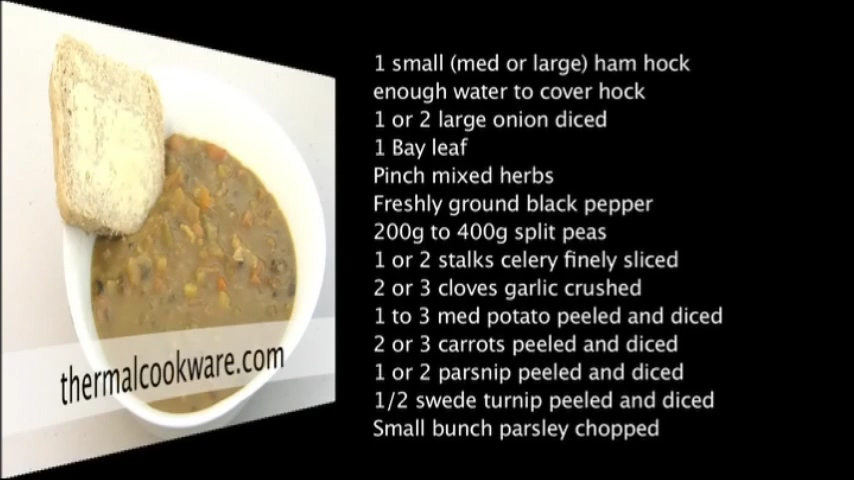 1 small (med or large) ham hock
enough water to cover hock
1 or 2 large onion diced
1 Bay leaf
Pinch mixed herbs
Freshly ground black pepper
200g to 400g split peas
1 or 2 stalks celery finely sliced
2 or 3 cloves garlic crushed
1 to 3 med potato peeled and diced
2 or 3 carrots peeled and diced
1 or 2 parsnip peeled and diced
1/2 swede turnip peeled and diced
Small bunch parsley chopped
thermalcookware.com